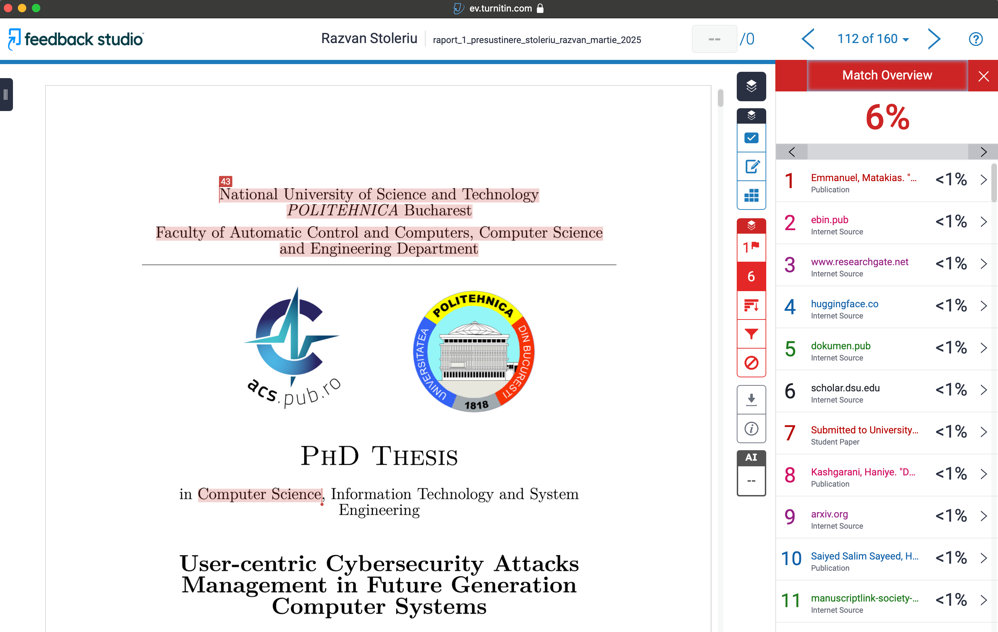 ev.turnitin.com
feedback studio
Razvan Stoleriu
raport_1_presustinere_stoleriu_razvan_martie_2025
-- /0
112 of 160
?
Match Overview
6%
43
National University of Science and Technology
POLITEHNICA Bucharest
Faculty of Automatic Control and Computers, Computer Science
and Engineering Department
acs.pub.ro
UNIVERSITATEA POLITEHNICA DIN BUCURESTI
1818
PhD Thesis
in Computer Science, Information Technology and System
Engineering
User-centric Cybersecurity Attacks
Management in Future Generation
Computer Systems
1
6
AI
--
1 Emmanuel, Matakias. "... <1%
Publication
2 ebin.pub <1%
Internet Source
3 www.researchgate.net <1%
Internet Source
4 huggingface.co <1%
Internet Source
5 dokumen.pub <1%
Internet Source
6 scholar.dsu.edu <1%
Internet Source
7 Submitted to University... <1%
Student Paper
8 Kashgarani, Haniye. "D... <1%
Publication
9 arxiv.org <1%
Internet Source
10 Saiyed Salim Sayeed, H... <1%
Publication
11 manuscriptlink-society-... <1%
Internet Source